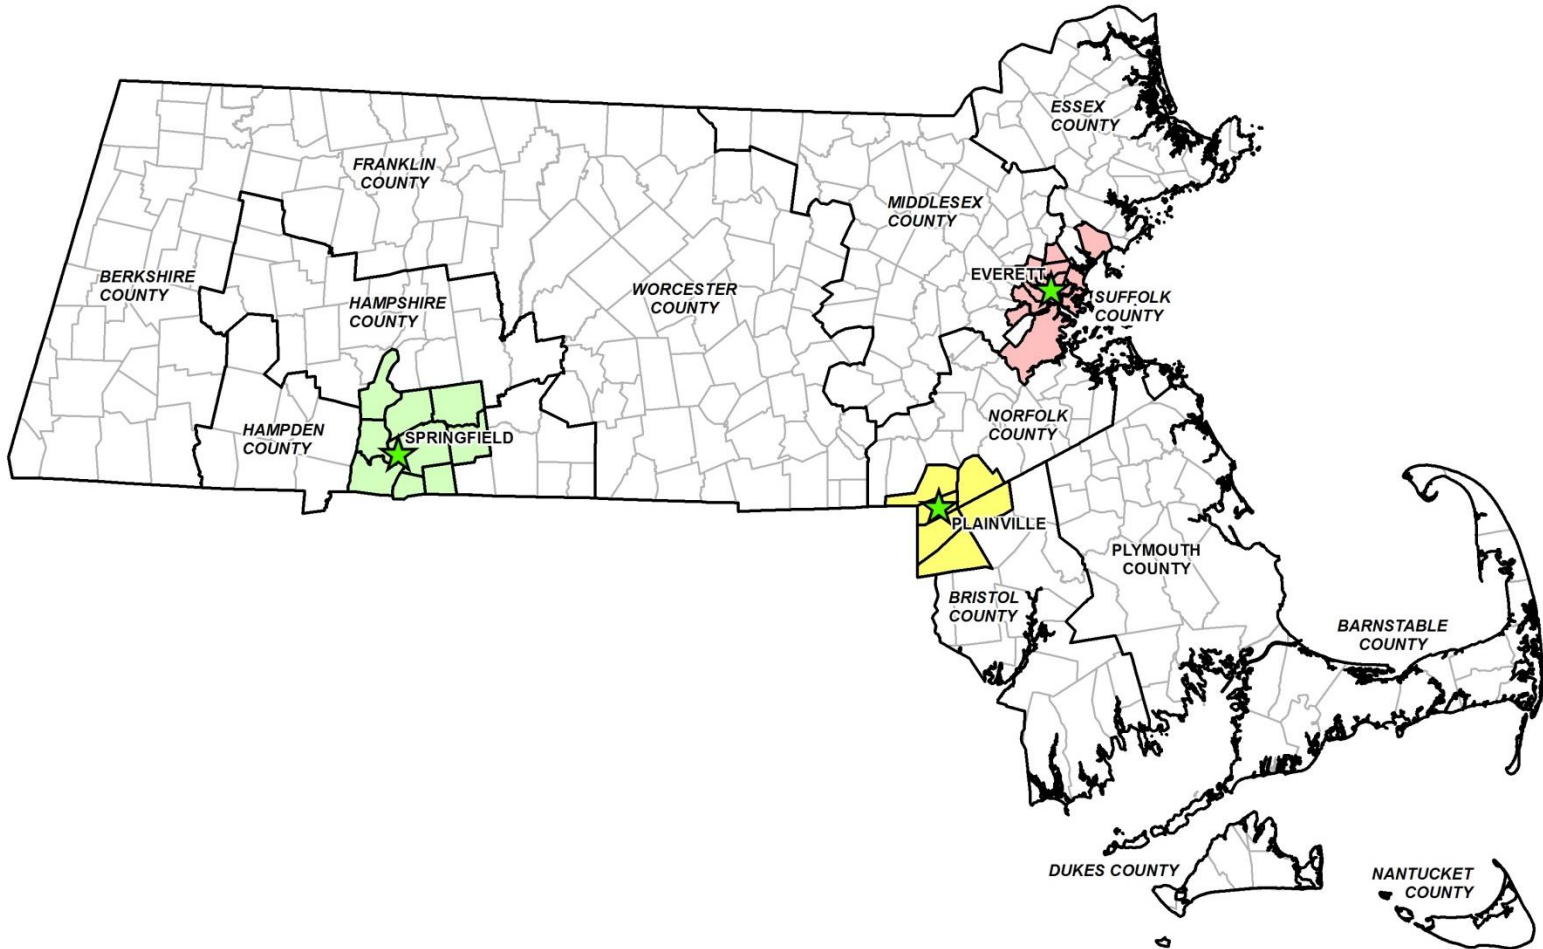 ESSEX
COUNTY
FRANKLIN
COUNTY
MIDDLESEX
COUNTY
BERKSHIRE
COUNTY
HAMPSHIRE
COUNTY
WORCESTER
COUNTY
EVERETT
SUFFOLK
COUNTY
HAMPDEN
COUNTY
SPRINGFIELD
NORFOLK
COUNTY
PLAINVILLE
PLYMOUTH
COUNTY
BRISTOL
COUNTY
BARNSTABLE
COUNTY
DUKES COUNTY
NANTUCKET
COUNTY